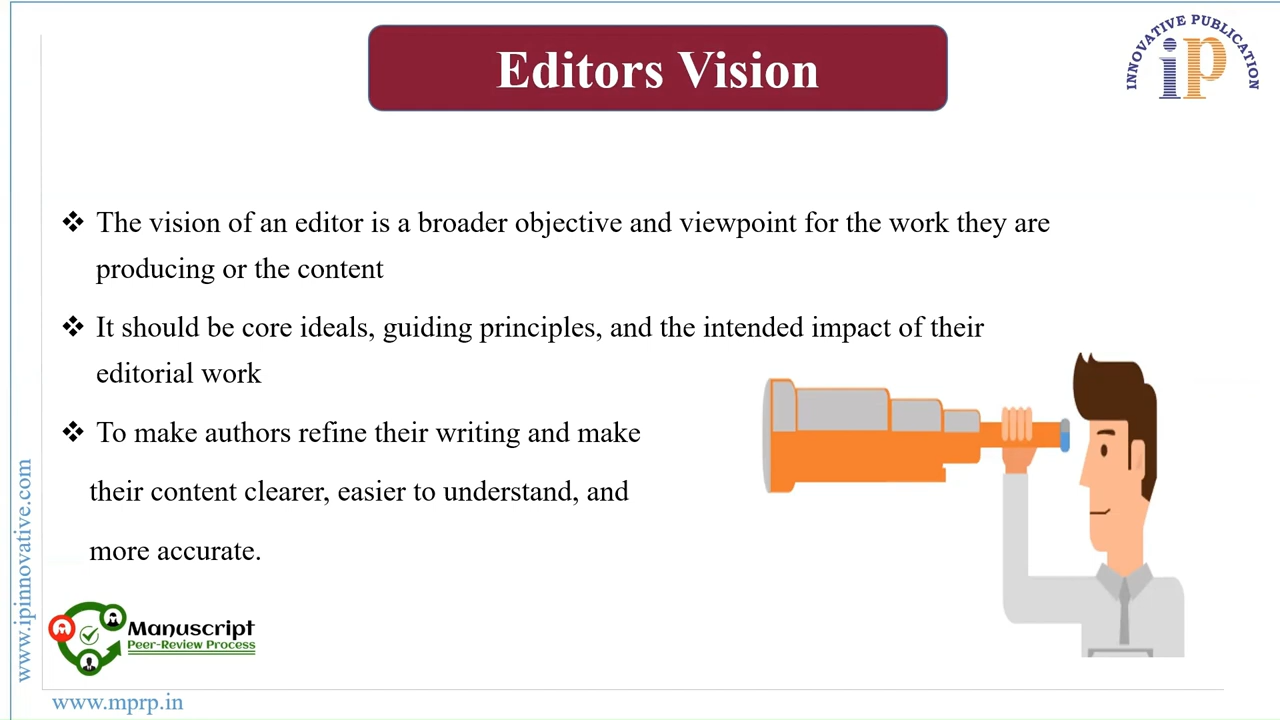 Editors Vision
INNOVATIVE PUBLICATION
iP
❖ The vision of an editor is a broader objective and viewpoint for the work they are
producing or the content
❖ It should be core ideals, guiding principles, and the intended impact of their
editorial work
❖ To make authors refine their writing and make
their content clearer, easier to understand, and
more accurate.
www.ipinnovative.com
Manuscript
Peer-Review Process
www.mprp.in